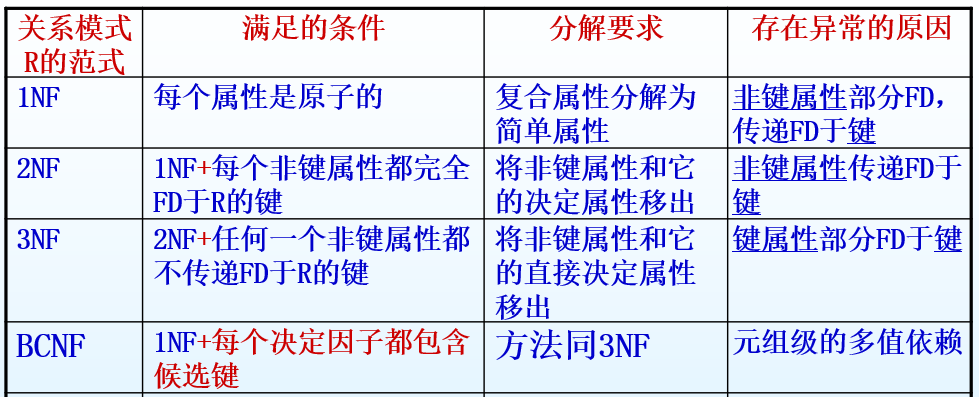 关系模式
R的范式
满足的条件
分解要求
存在异常的原因
1NF
每个属性是原子的
复合属性分解为
简单属性
非键属性部分FD，
传递FD于键
2NF
1NF+每个非键属性都完全
FD于R的键
将非键属性和它
的决定属性移出
非键属性传递FD于
键
3NF
2NF+任何一个非键属性都
不传递FD于R的键
将非键属性和它
的直接决定属性
移出
键属性部分FD于键
BCNF
1NF+每个决定因子都包含
候选键
方法同3NF
元组级的多值依赖